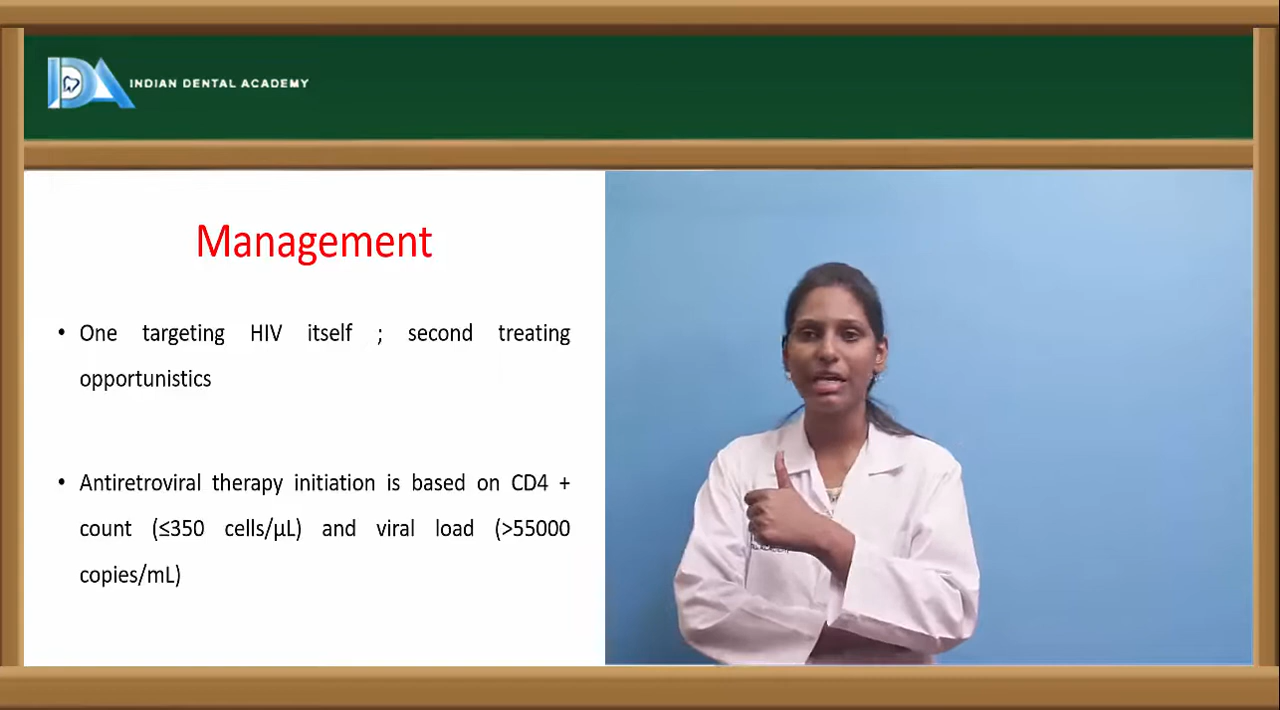 INDIAN DENTAL ACADEMY
Management
• One targeting HIV itself ; second treating
opportunistics
• Antiretroviral therapy initiation is based on CD4 +
count (≤350 cells/µL) and viral load (>55000
copies/mL)